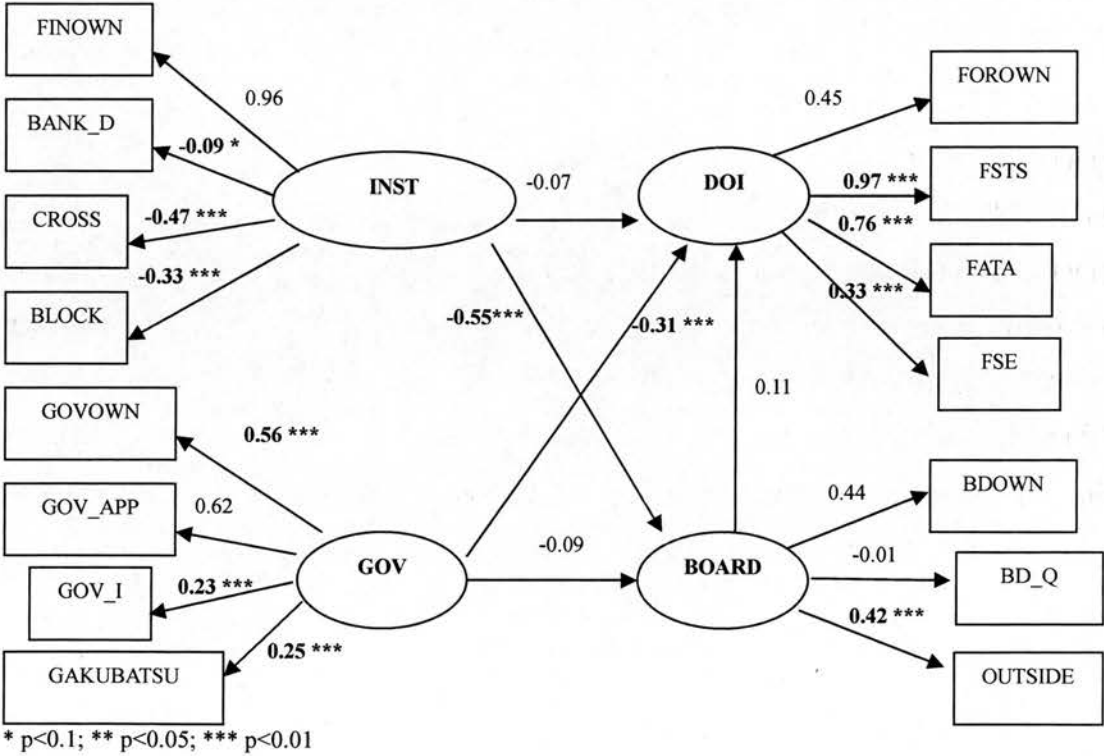 FINOWN
0.96
FOROWN
0.45
BANK_D
-0.09 *
INST
-0.07
DOI
0.97 ***
FSTS
CROSS
-0.47 ***
0.76 ***
FATA
-0.33 ***
0.33 ***
BLOCK
-0.55***
-0.31 ***
FSE
0.11
GOVOWN
0.56 ***
BDOWN
0.44
GOV_APP
0.62
-0.09
-0.01
GOV
BOARD
BD_Q
GOV_I
0.23 ***
0.42 ***
0.25 ***
GAKUBATSU
OUTSIDE
* p<0.1; ** p<0.05; *** p<0.01